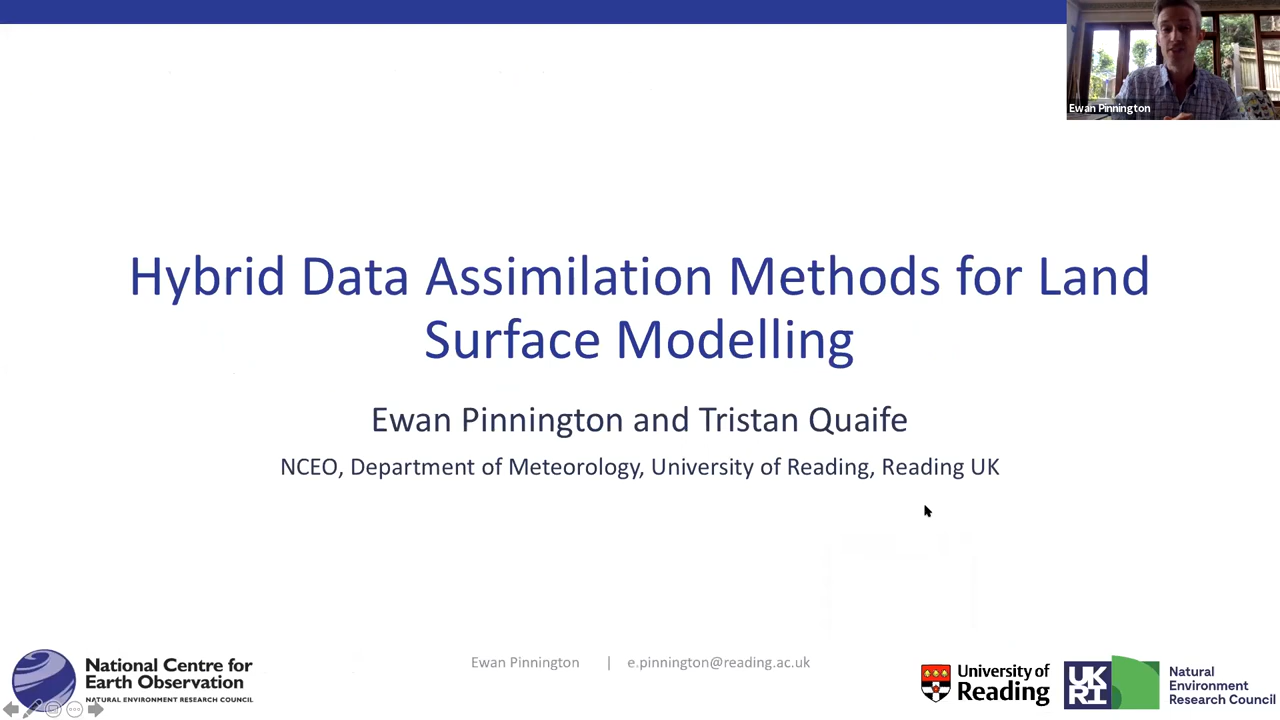 Ewan Pinnington
Hybrid Data Assimilation Methods for Land
Surface Modelling
Ewan Pinnington and Tristan Quaife
NCEO, Department of Meteorology, University of Reading, Reading UK
National Centre for
Earth Observation
NATURAL ENVIRONMENT RESEARCH COUNCIL
Ewan Pinnington | e.pinnington@reading.ac.uk
University of
Reading
UK
RI
Natural
Environment
Research Council